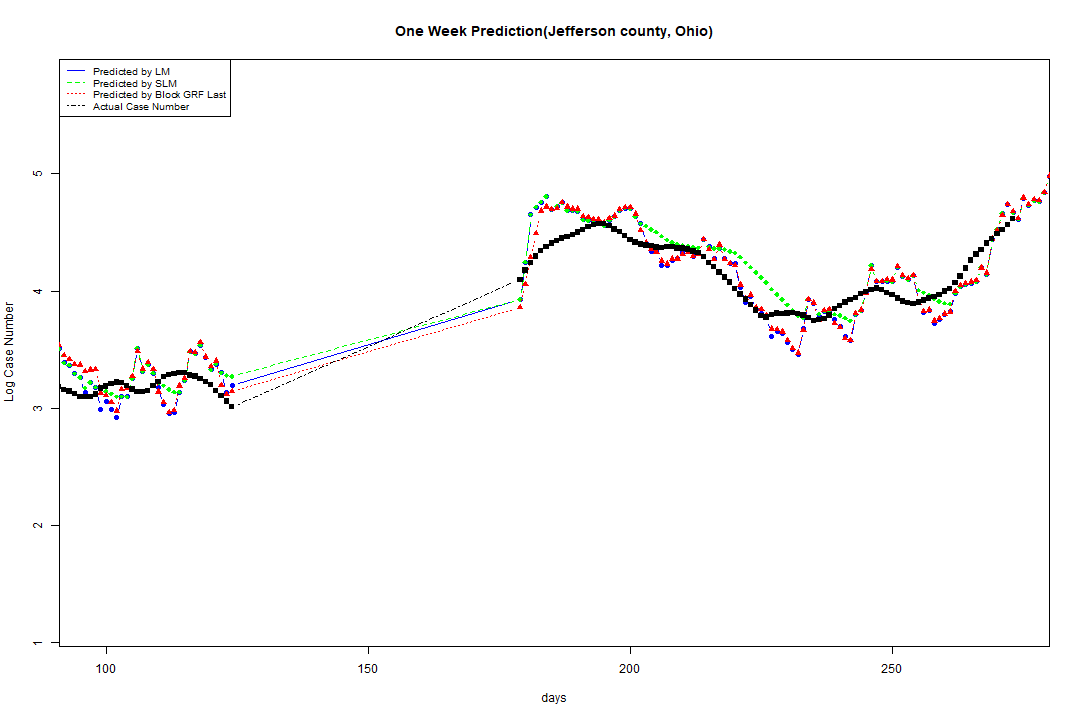 One Week Prediction(Jefferson county, Ohio)
Predicted by LM
Predicted by SLM
Predicted by Block GRF Last
Actual Case Number
5
4
3
2
1
Log Case Number
100 150 200 250
days